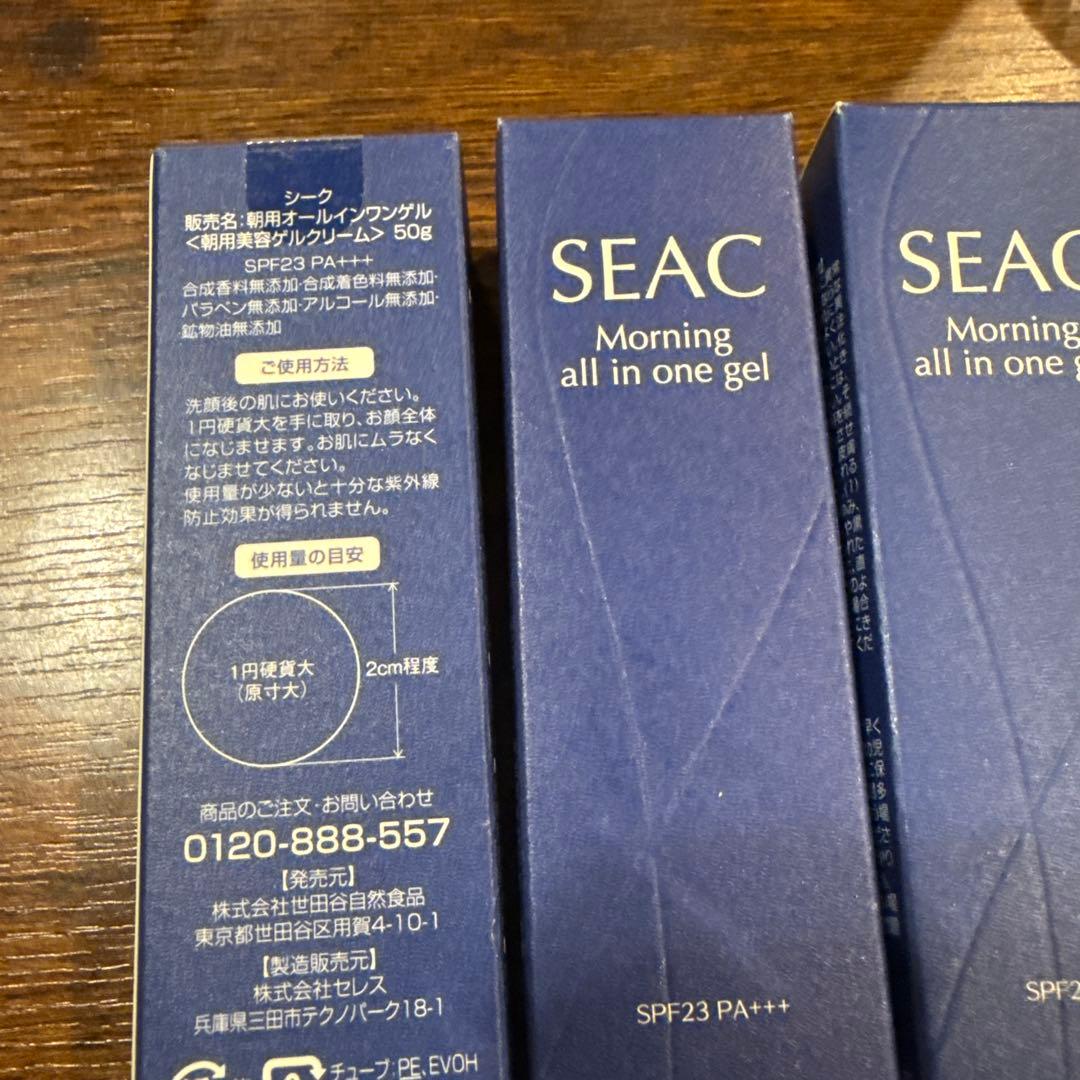 シーク
販売名:朝用オールインワンゲル
<朝用美容ゲルクリーム> 50g
SPF23 PA+++
合成香料無添加・合成着色料無添加・
パラベン無添加・アルコール無添加・
鉱物油無添加
ご使用方法
洗顔後の肌にお使いください。
1円硬貨大を手に取り、お顔全体
になじませます。お肌にムラなく
なじませてください。
使用量が少ないと十分な紫外線
防止効果が得られません。
使用量の目安
1円硬貨大
(原寸大)
2cm程度
商品のご注文・お問い合わせ
0120-888-557
【発売元】
株式会社世田谷自然食品
東京都世田谷区用賀4-10-1
【製造販売元】
株式会社セレス
兵庫県三田市テクノパーク18-1
チューブ:PE、EVOH
SEAC
Morning
all in one gel
SPF23 PA+++
SEAC
Morning
all in one